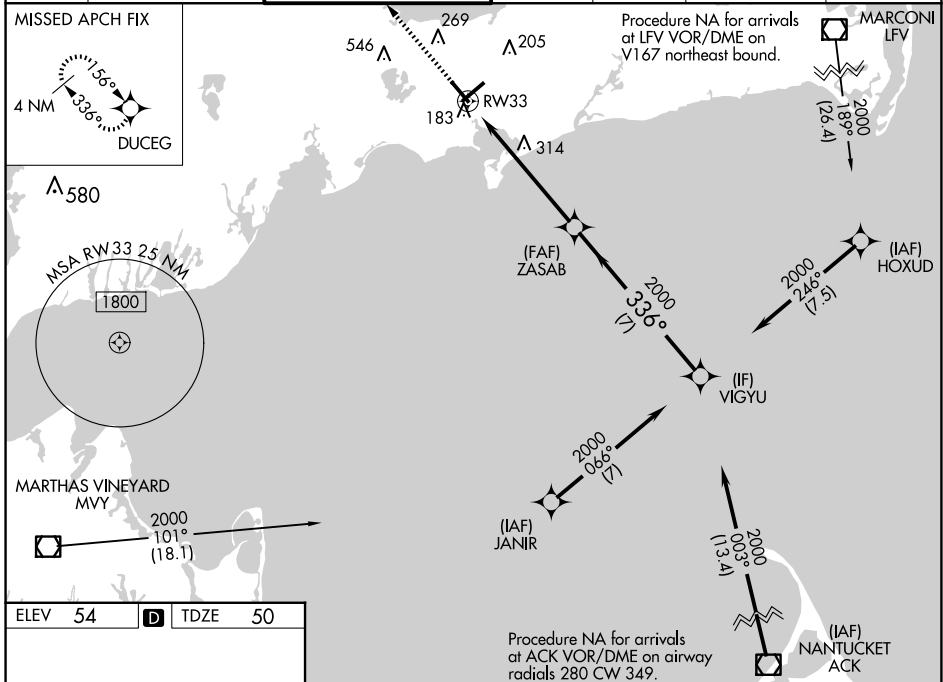 MISSED APCH FIX
4 NM
156°
336°
DUCEG
546
269
205
183
RW33
314
580
Procedure NA for arrivals
at LFV VOR/DME on
V167 northeast bound.
MARCONI
LFV
2000
189°
(26.4)
(FAF)
ZASAB
2000
336°
(7)
(IAF)
HOXUD
2000
246°
(7.5)
(IF)
VIGYU
MSA RW33 25 NM
1800
2000
066°
(7)
(IAF)
JANIR
MARTHAS VINEYARD
MVY
2000
101°
(18.1)
2000
003°
(13.4)
(IAF)
NANTUCKET
ACK
ELEV 54 D TDZE 50
Procedure NA for arrivals
at ACK VOR/DME on airway
radials 280 CW 349.